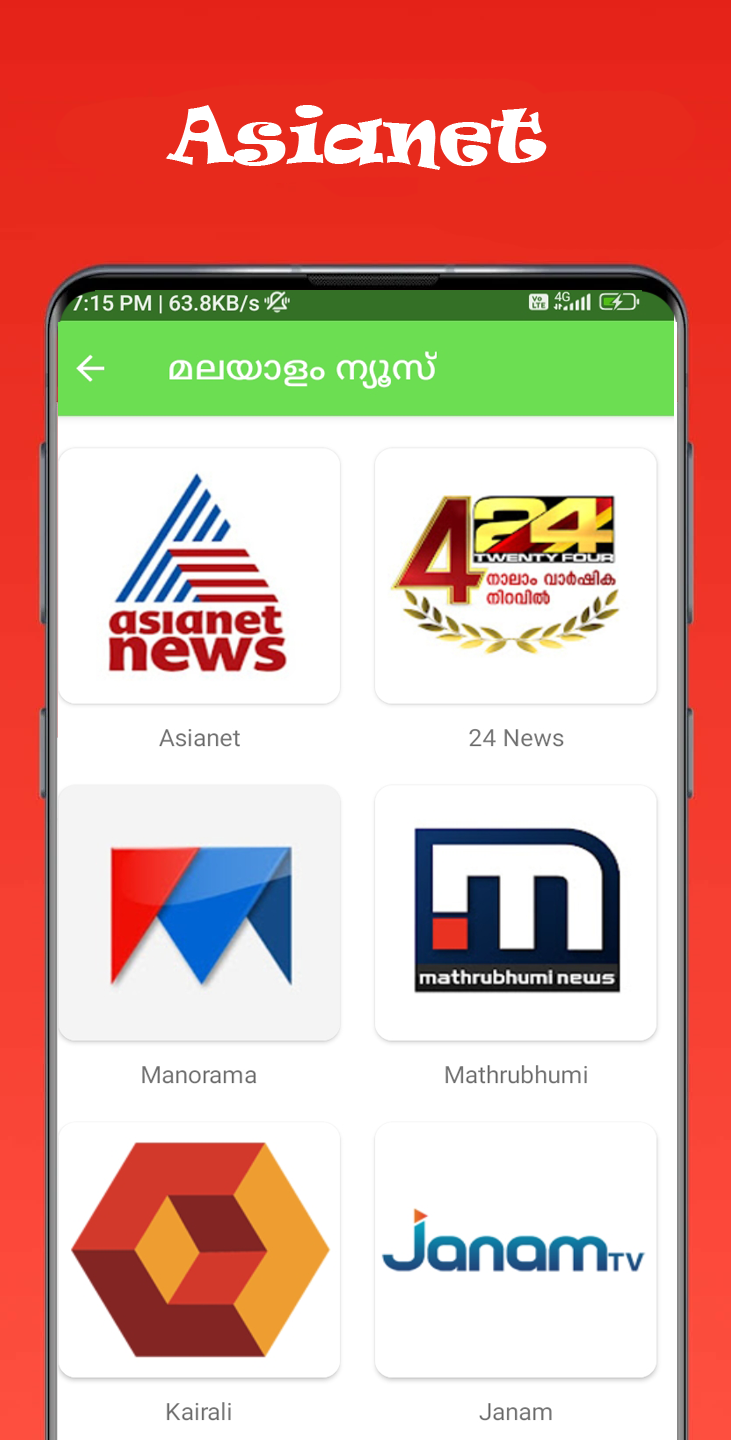 Asianet
7:15 PM | 63.8KB/s
Vo LTE 4G
മലയാളം ന്യൂസ്
asianet
news
4 24
TWENTY FOUR
നാലാം വാർഷിക
നിറവിൽ
Asianet
24 News
mathrubhumi news
Manorama
Mathrubhumi
Janam TV
Kairali
Janam